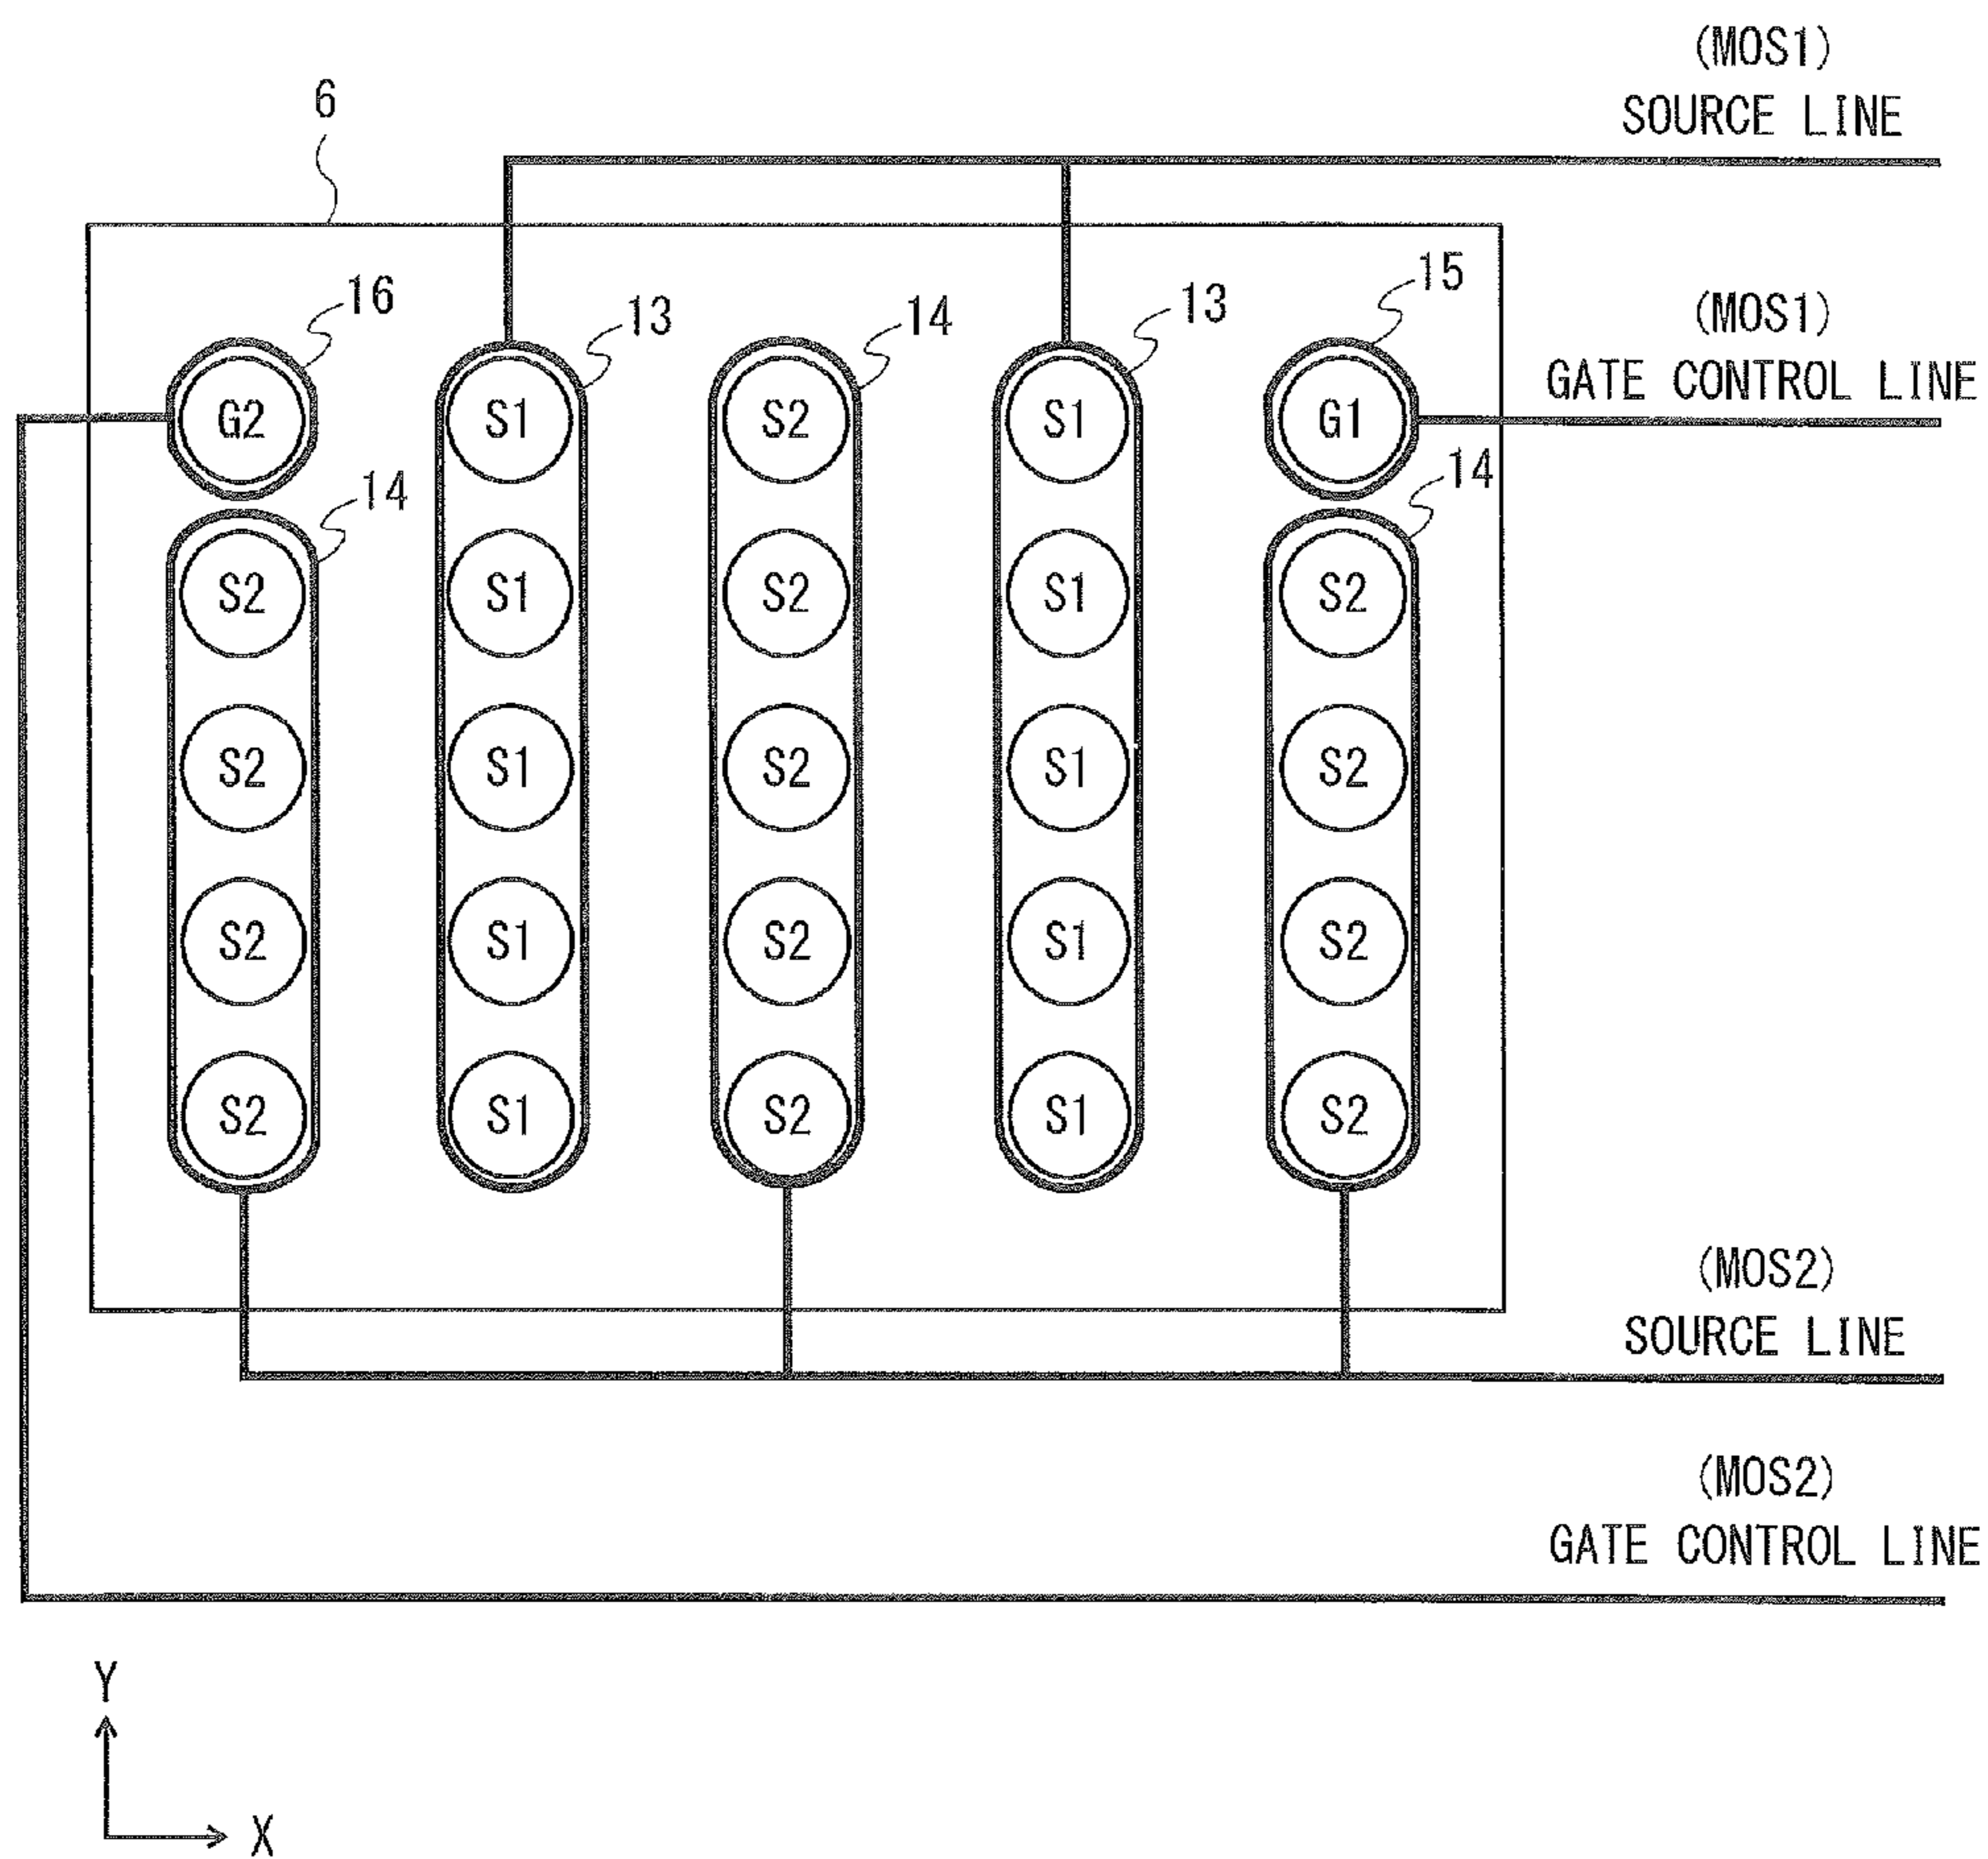 (MOS1)
SOURCE LINE
6
16
13
14
13
15
(MOS1)
GATE CONTROL LINE
G2 S1 S2 S1 G1
14
14
S2 S1 S2 S1 S2
S2 S1 S2 S1 S2
S2 S1 S2 S1 S2
S2 S1 S2 S1 S2
(MOS2)
SOURCE LINE
(MOS2)
GATE CONTROL LINE
Y
X